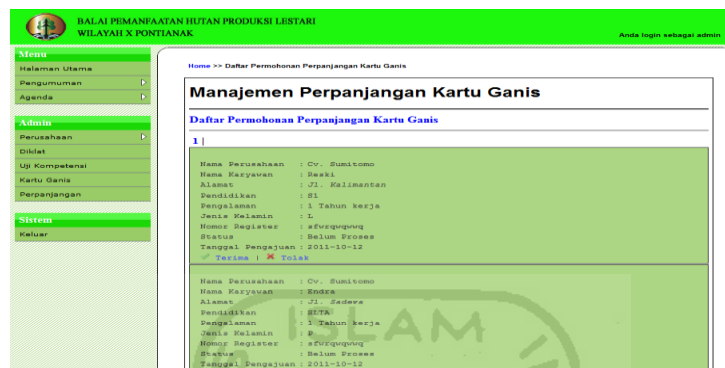 BALAI PEMANFAATAN HUTAN PRODUKSI LESTARI
WILAYAH X PONTIANAK
Anda login sebagai admin
Menu
Halaman Utama
Pengumuman
Agenda
Admin
Perusahaan
Diklat
Uji Kompetensi
Kartu Ganis
Perpanjangan
Sistem
Keluar
Home >> Daftar Permohonan Perpanjangan Kartu Ganis
Manajemen Perpanjangan Kartu Ganis
Daftar Permohonan Perpanjangan Kartu Ganis
1 |
Nama Perusahaan : Cv. Sumitomo
Nama Karyawan : Reski
Alamat : Jl. Kalimantan
Pendidikan : S1
Pengalaman : 1 Tahun kerja
Jenis Kelamin : L
Nomor Register : sfwrqwqwwq
Status : Belum Proses
Tanggal Pengajuan : 2011-10-12
Terima | Tolak
Nama Perusahaan : Cv. Sumitomo
Nama Karyawan : Endra
Alamat : Jl. Sadewa
Pendidikan : SLTA
Pengalaman : 1 Tahun kerja
Jenis Kelamin : P
Nomor Register : sfwrqwqwwq
Status : Belum Proses
Tanggal Pengajuan : 2011-10-12
ISLAM